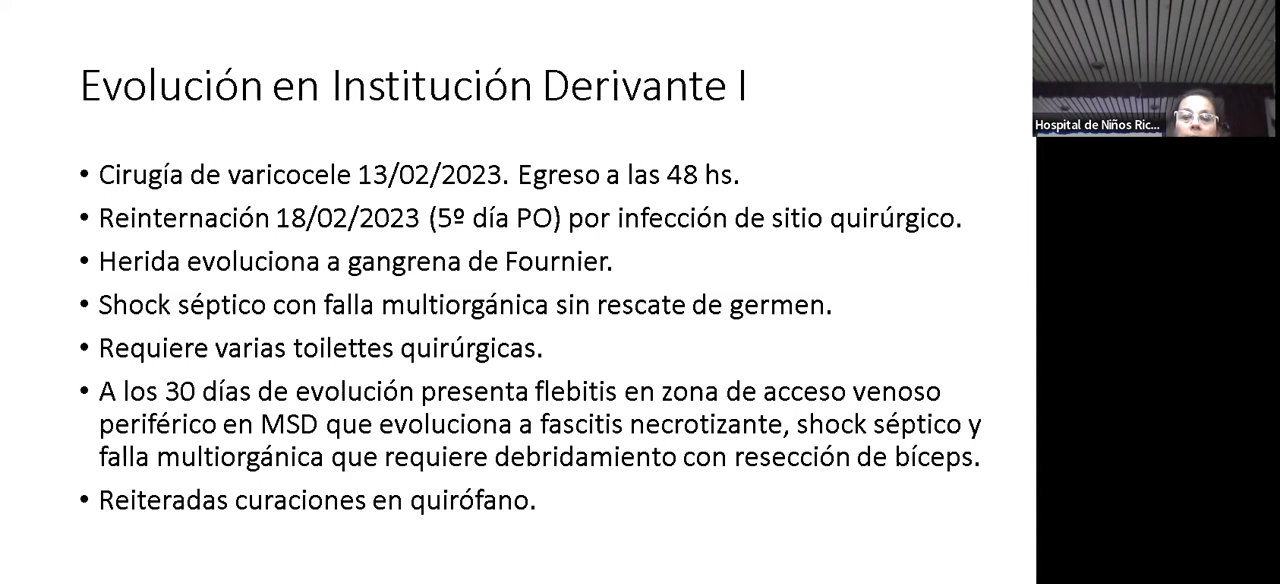 Evolución en Institución Derivante I
• Cirugía de varicocele 13/02/2023. Egreso a las 48 hs.
• Reinternación 18/02/2023 (5º día PO) por infección de sitio quirúrgico.
• Herida evoluciona a gangrena de Fournier.
• Shock séptico con falla multiorgánica sin rescate de germen.
• Requiere varias toilettes quirúrgicas.
• A los 30 días de evolución presenta flebitis en zona de acceso venoso
periférico en MSD que evoluciona a fascitis necrotizante, shock séptico y
falla multiorgánica que requiere debridamiento con resección de bíceps.
• Reiteradas curaciones en quirófano.
Hospital de Niños Ric...